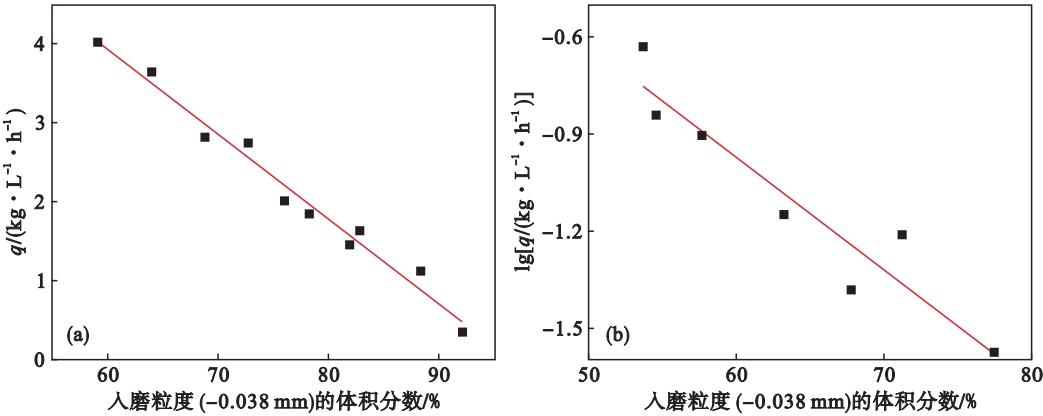 4
3
2
1
0
q/(kg·L⁻¹·h⁻¹)
(a)
60 70 80 90
入磨粒度 (−0.038 mm)的体积分数/%
−0.6
−0.9
−1.2
−1.5
lg[q/(kg·L⁻¹·h⁻¹)]
(b)
50 60 70 80
入磨粒度 (−0.038 mm)的体积分数/%